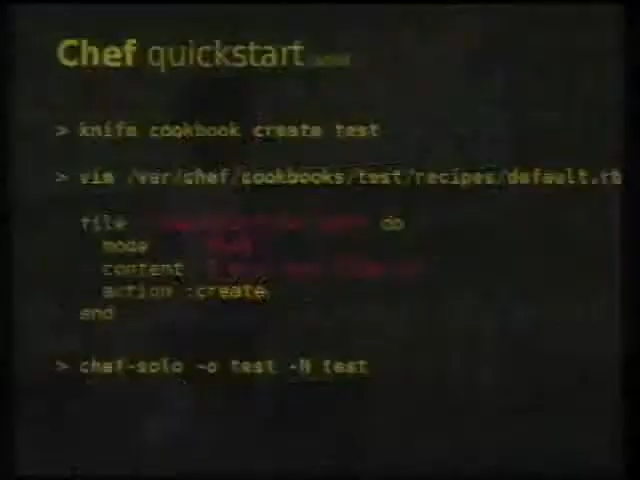 Chef quickstart
> knife cookbook create test
> vim /var/chef/cookbooks/test/recipes/default.rb
file do
mode
content
action :create
end
> chef-solo -o test -N test